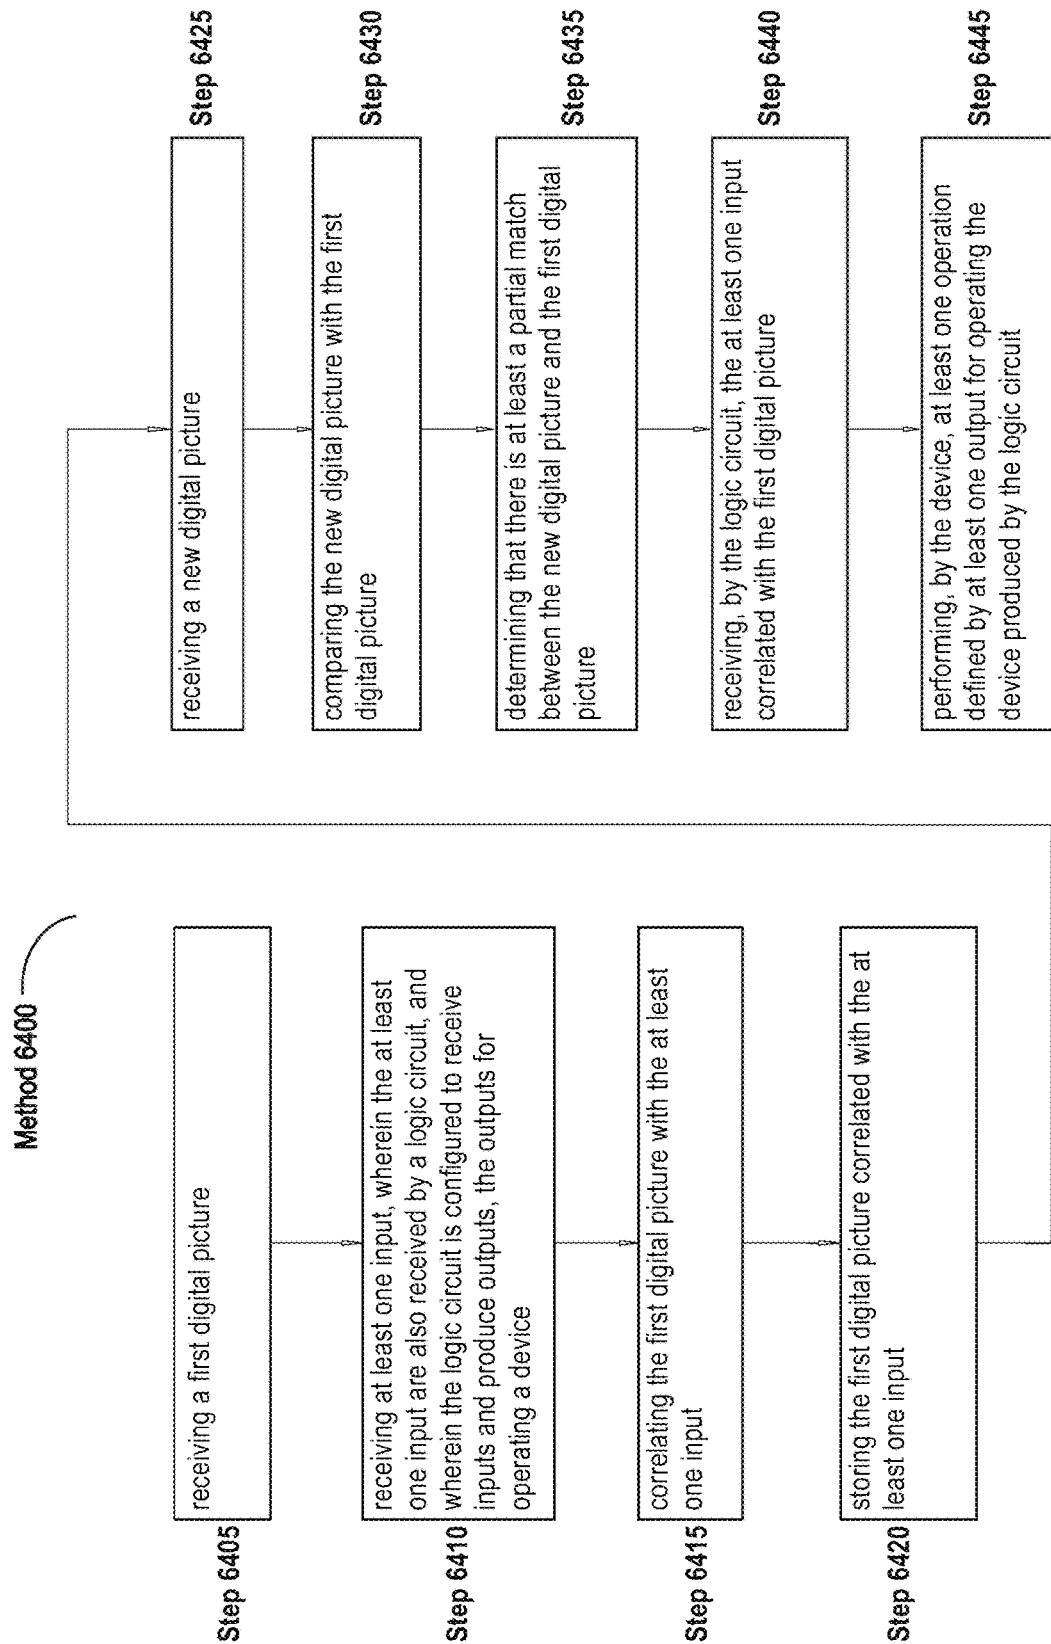 Method 6400
Step 6405
receiving a first digital picture
Step 6410
receiving at least one input, wherein the at least
one input are also received by a logic circuit, and
wherein the logic circuit is configured to receive
inputs and produce outputs, the outputs for
operating a device
Step 6415
correlating the first digital picture with the at least
one input
Step 6420
storing the first digital picture correlated with the at
least one input
receiving a new digital picture
Step 6425
comparing the new digital picture with the first
digital picture
Step 6430
determining that there is at least a partial match
between the new digital picture and the first digital
picture
Step 6435
receiving, by the logic circuit, the at least one input
correlated with the first digital picture
Step 6440
performing, by the device, at least one operation
defined by at least one output for operating the
device produced by the logic circuit
Step 6445